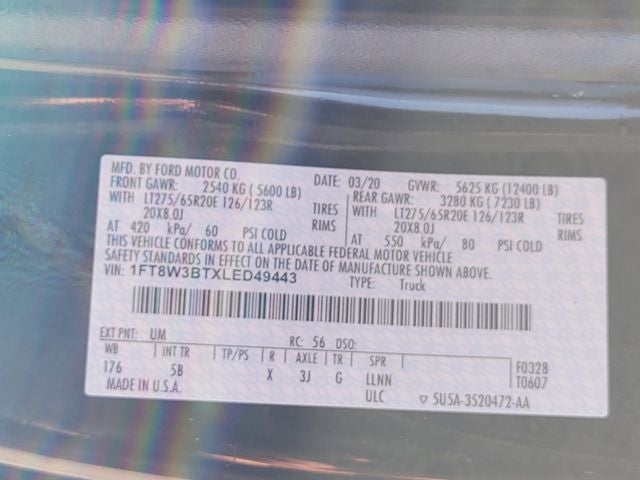 MFD. BY FORD MOTOR CO. DATE: 03/20 GVWR: 5625 KG (12400 LB)
FRONT GAWR: 2540 KG (5600 LB) REAR GAWR: 3280 KG (7230 LB)
WITH LT275/65R20E 126/123R TIRES WITH LT275/65R20E 126/123R TIRES
20X8.0J RIMS 20X8.0J RIMS
AT 420 kPa/ 60 PSI COLD AT 550 kPa/ 80 PSI COLD
THIS VEHICLE CONFORMS TO ALL APPLICABLE FEDERAL MOTOR VEHICLE
SAFETY STANDARDS IN EFFECT ON THE DATE OF MANUFACTURE SHOWN ABOVE.
VIN: 1FT8W3BTXLED49443 TYPE: Truck
EXT PNT: UM RC: 56 DSO:
WB INT TR TP/PS R AXLE TR SPR F0328
176 5B X 3J G LLNN T0607
MADE IN U.S.A. ULC ▽ 5U5A-3520472-AA